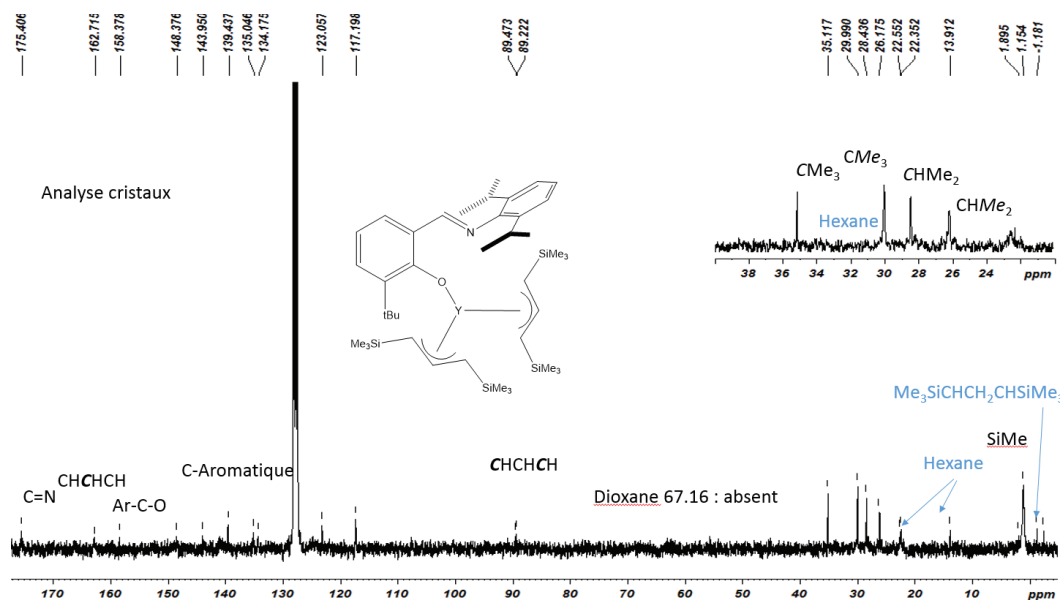 175.406
162.715
158.378
148.376
143.950
139.437
135.046
134.175
123.057
117.198
89.473
89.222
35.117
29.990
28.436
26.175
22.552
22.352
13.912
1.895
1.154
-1.181
Analyse cristaux
N
O
Y
tBu
SiMe3
SiMe3
Me3Si
SiMe3
CMe3
CMe3
CHMe2
CHMe2
Hexane
38 36 34 32 30 28 26 24 ppm
Me3SiCHCH2CHSiMe3
SiMe
Hexane
C=N
CHCHCH
Ar-C-O
C-Aromatique
CHCHCH
Dioxane 67.16 : absent
170 160 150 140 130 120 110 100 90 80 70 60 50 40 30 20 10 ppm